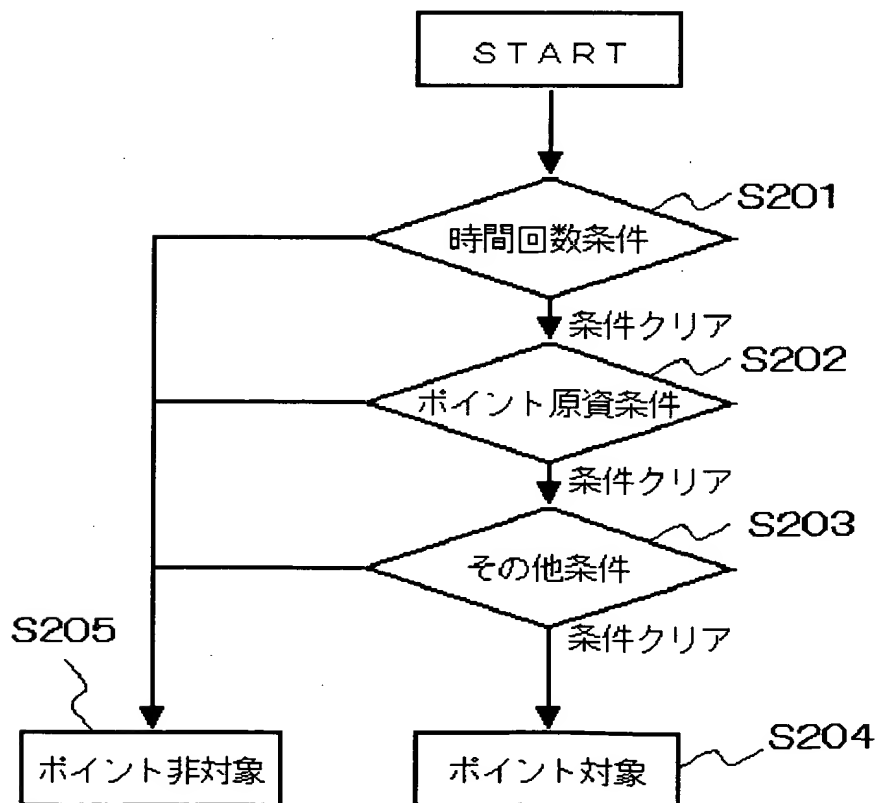 START
S201
時間回数条件
条件クリア
S202
ポイント原資条件
条件クリア
S203
その他条件
条件クリア
S205
S204
ポイント非対象
ポイント対象